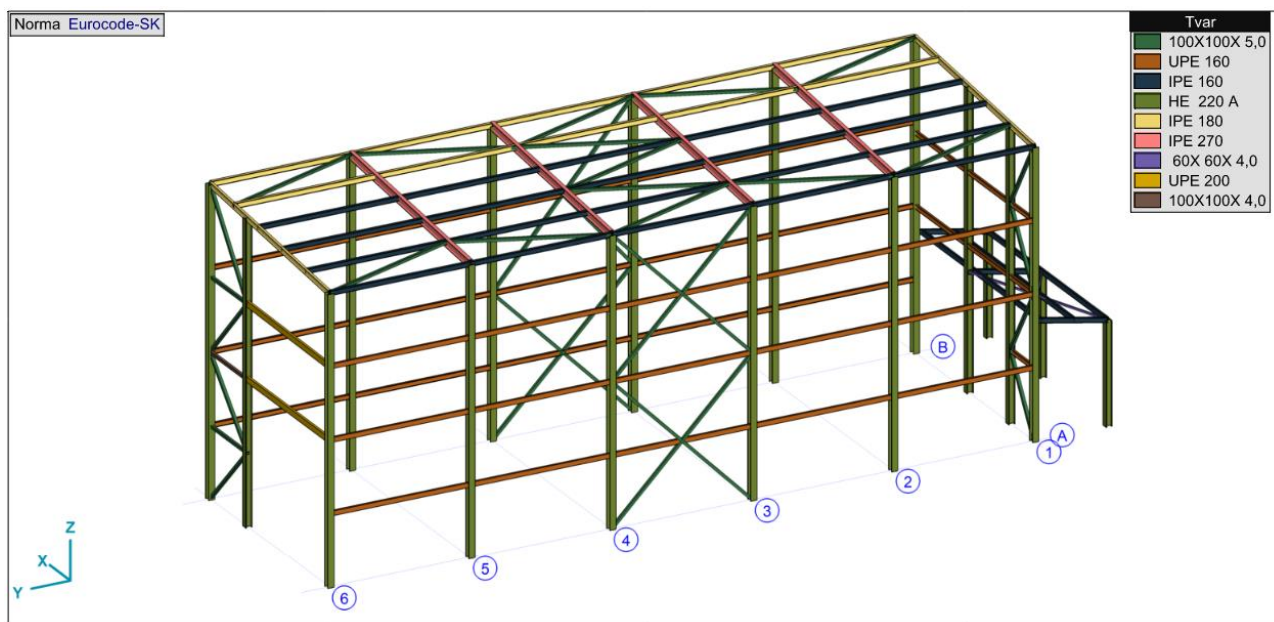 Norma Eurocode-SK
Tvar
100X100X 5,0
UPE 160
IPE 160
HE 220 A
IPE 180
IPE 270
60X 60X 4,0
UPE 200
100X100X 4,0
B
A
1
2
3
4
5
6
Z
X
Y